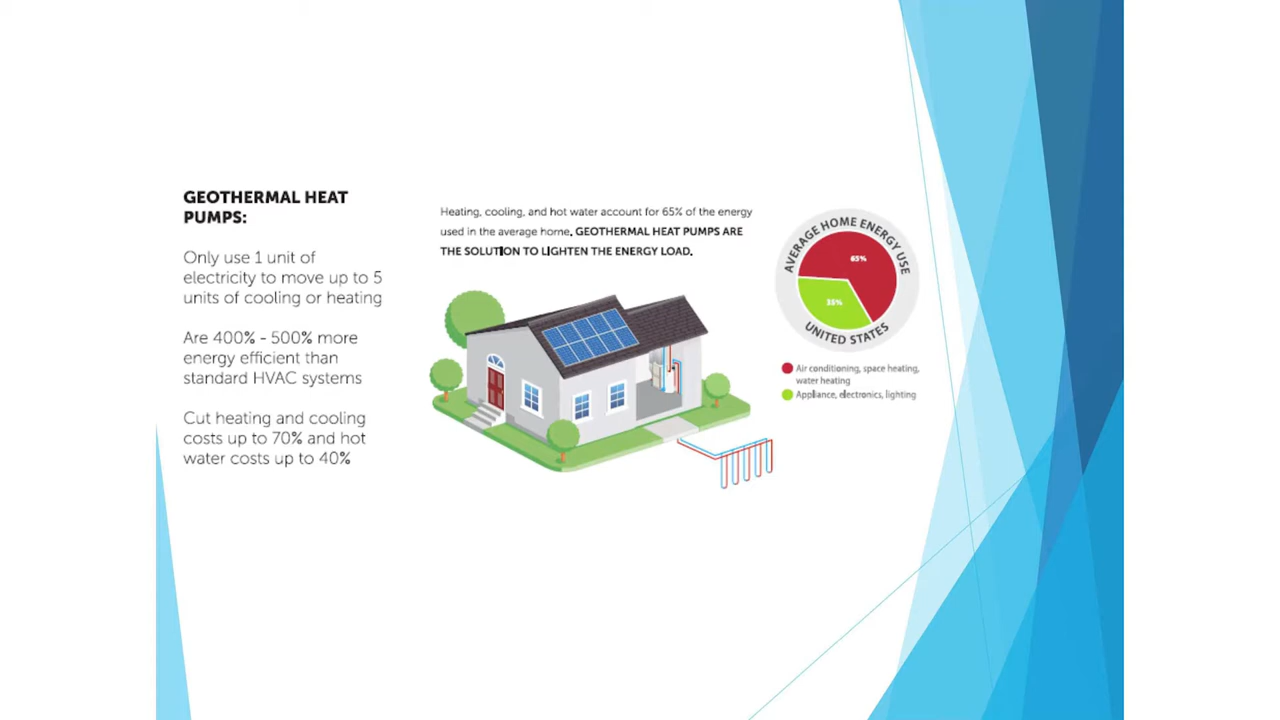 GEOTHERMAL HEAT
PUMPS:
Only use 1 unit of
electricity to move up to 5
units of cooling or heating
Are 400% - 500% more
energy efficient than
standard HVAC systems
Cut heating and cooling
costs up to 70% and hot
water costs up to 40%
Heating, cooling, and hot water account for 65% of the energy
used in the average home. GEOTHERMAL HEAT PUMPS ARE
THE SOLUTION TO LIGHTEN THE ENERGY LOAD.
AVERAGE HOME ENERGY USE
65%
35%
UNITED STATES
Air conditioning, space heating,
water heating
Appliance, electronics, lighting